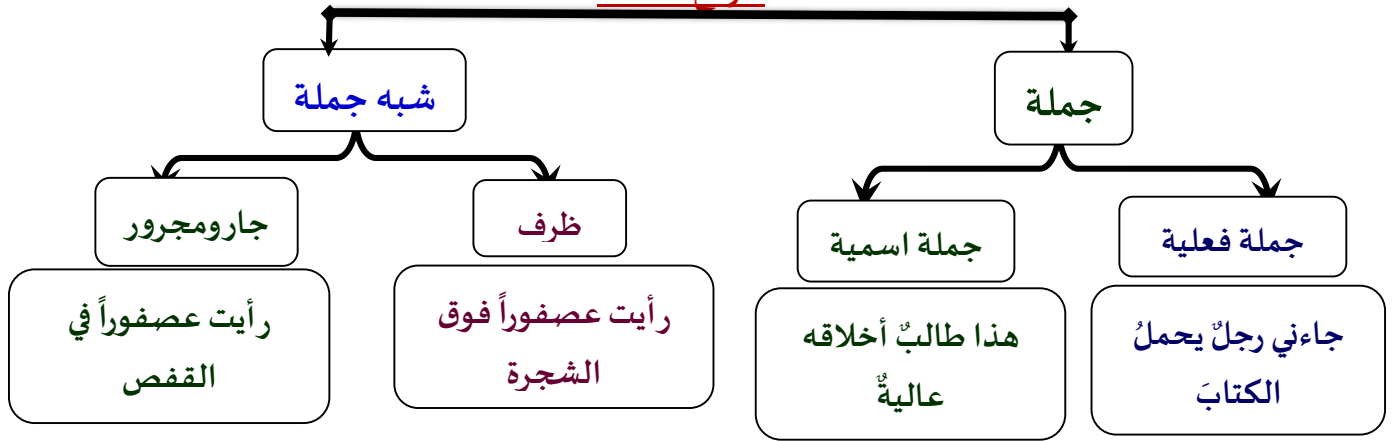 جملة
شبه جملة
جملة فعلية
جملة اسمية
ظرف
جارومجرور
جاءني رجلٌ يحملُ
الكتابَ
هذا طالبٌ أخلاقه
عاليةٌ
رأيت عصفوراً فوق
الشجرة
رأيت عصفوراً في
القفص